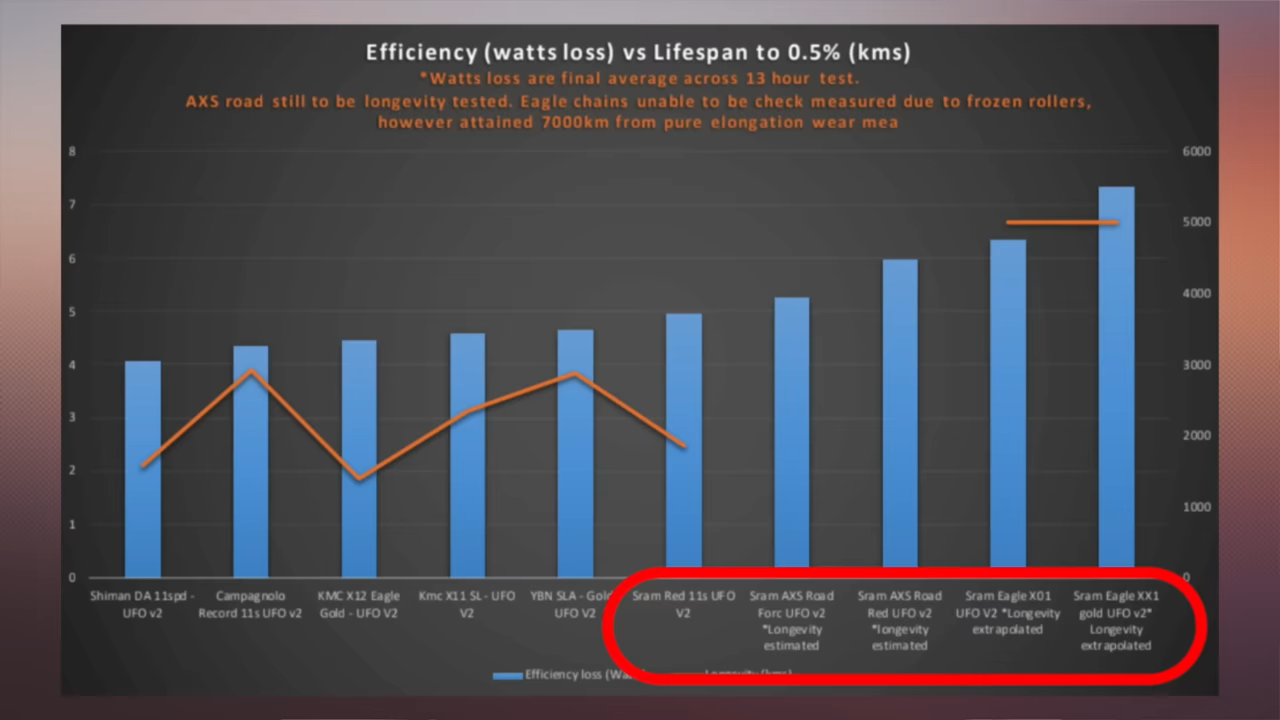 Efficiency (watts loss) vs Lifespan to 0.5% (kms)
*Watts loss are final average across 13 hour test.
AXS road still to be longevity tested. Eagle chains unable to be check measured due to frozen rollers,
however attained 7000km from pure elongation wear mea
8
7
6
5
4
3
2
1
0
6000
5000
4000
3000
2000
1000
0
Shiman DA 11spd -
UFO v2
Campagnolo
Record 11s UFO v2
KMC X12 Eagle
Gold - UFO V2
Kmc X11 SL - UFO
V2
YBN SLA - Gold
UFO V2
Sram Red 11s UFO
V2
Sram AXS Road
Forc UFO v2
*Longevity
estimated
Sram AXS Road
Red UFO v2
*longevity
estimated
Sram Eagle X01
UFO V2 *Longevity
extrapolated
Sram Eagle XX1
gold UFO v2*
Longevity
extrapolated
Efficiency loss
Longevity (kms)